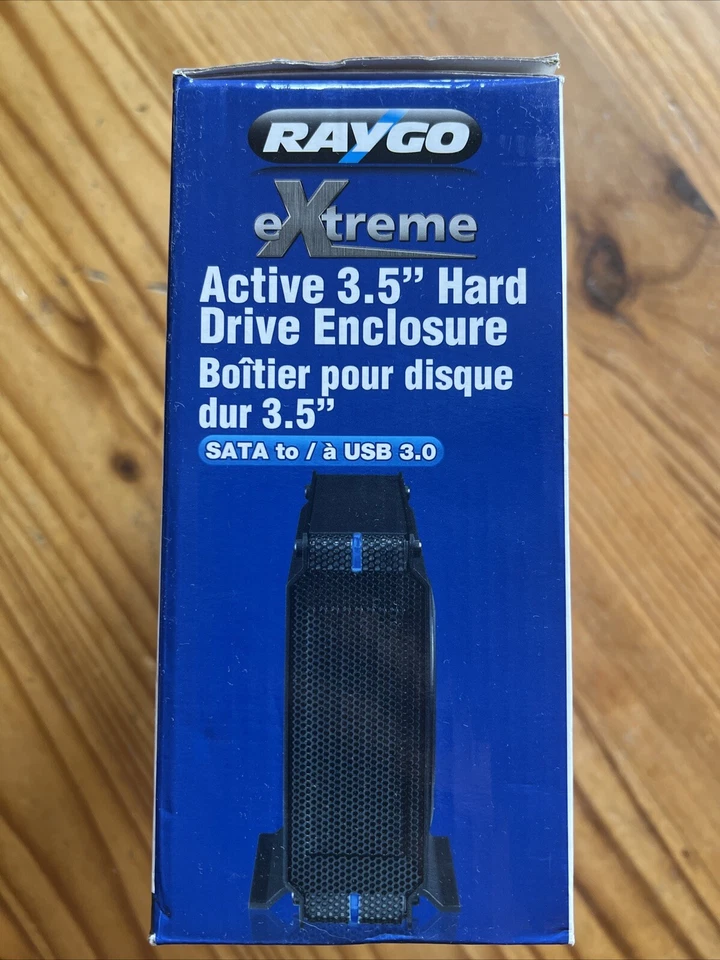 RAYGO
eXtreme
Active 3.5” Hard
Drive Enclosure
Boîtier pour disque
dur 3.5”
SATA to / à USB 3.0